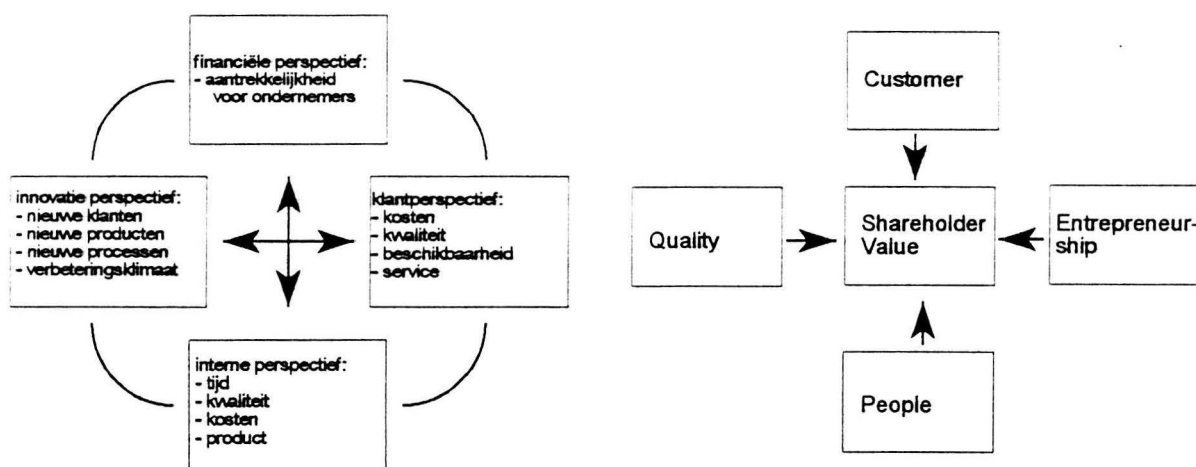 financiële perspectief:
- aantrekkelijkheid
voor ondernemers
innovatie perspectief:
- nieuwe klanten
- nieuwe producten
- nieuwe processen
- verbeteringsklimaat
klantperspectief:
- kosten
- kwaliteit
- beschikbaarheid
- service
interne perspectief:
- tijd
- kwaliteit
- kosten
- product
Customer
Quality
Shareholder
Value
Entrepreneur-
ship
People